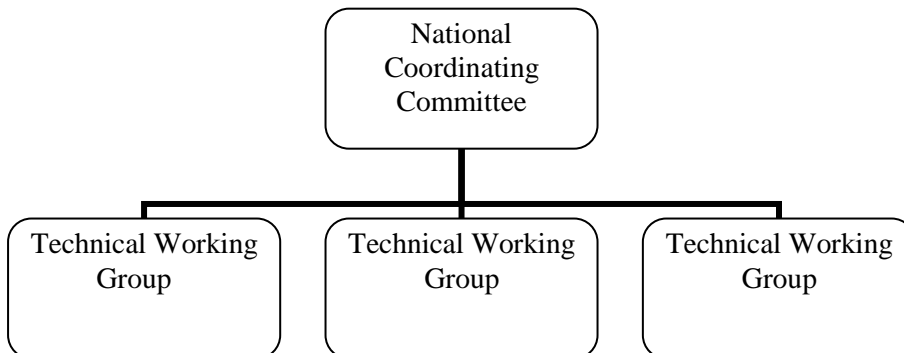 National
Coordinating
Committee
Technical Working
Group
Technical Working
Group
Technical Working
Group